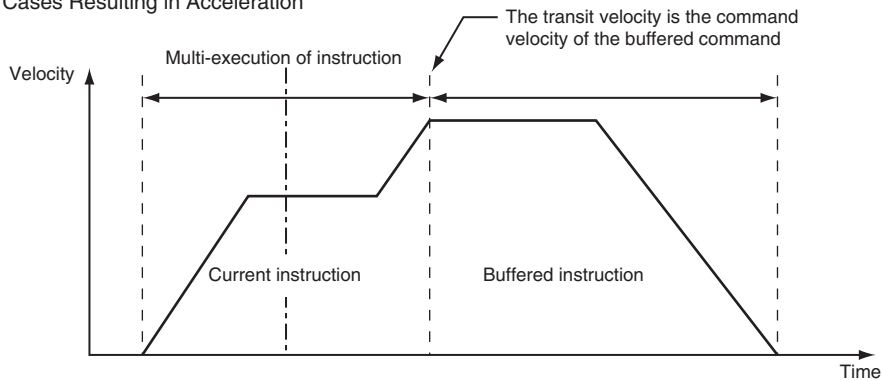 Cases Resulting in Acceleration
The transit velocity is the command
velocity of the buffered command
Multi-execution of instruction
Velocity
Current instruction
Buffered instruction
Time